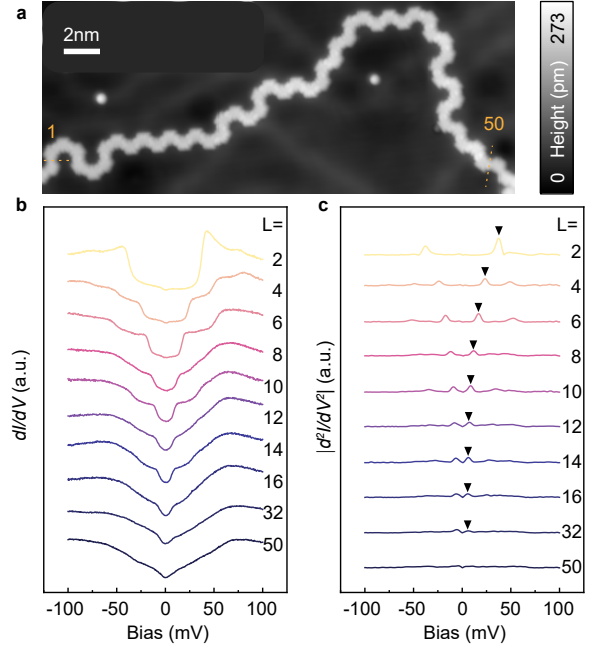 a
2nm
1
50
0 Height (pm) 273
b
L=
2
4
6
8
10
12
14
16
32
50
dI/dV (a.u.)
-100 -50 0 50 100
Bias (mV)
c
L=
2
4
6
8
10
12
14
16
32
50
|d²I/dV²| (a.u.)
-100 -50 0 50 100
Bias (mV)